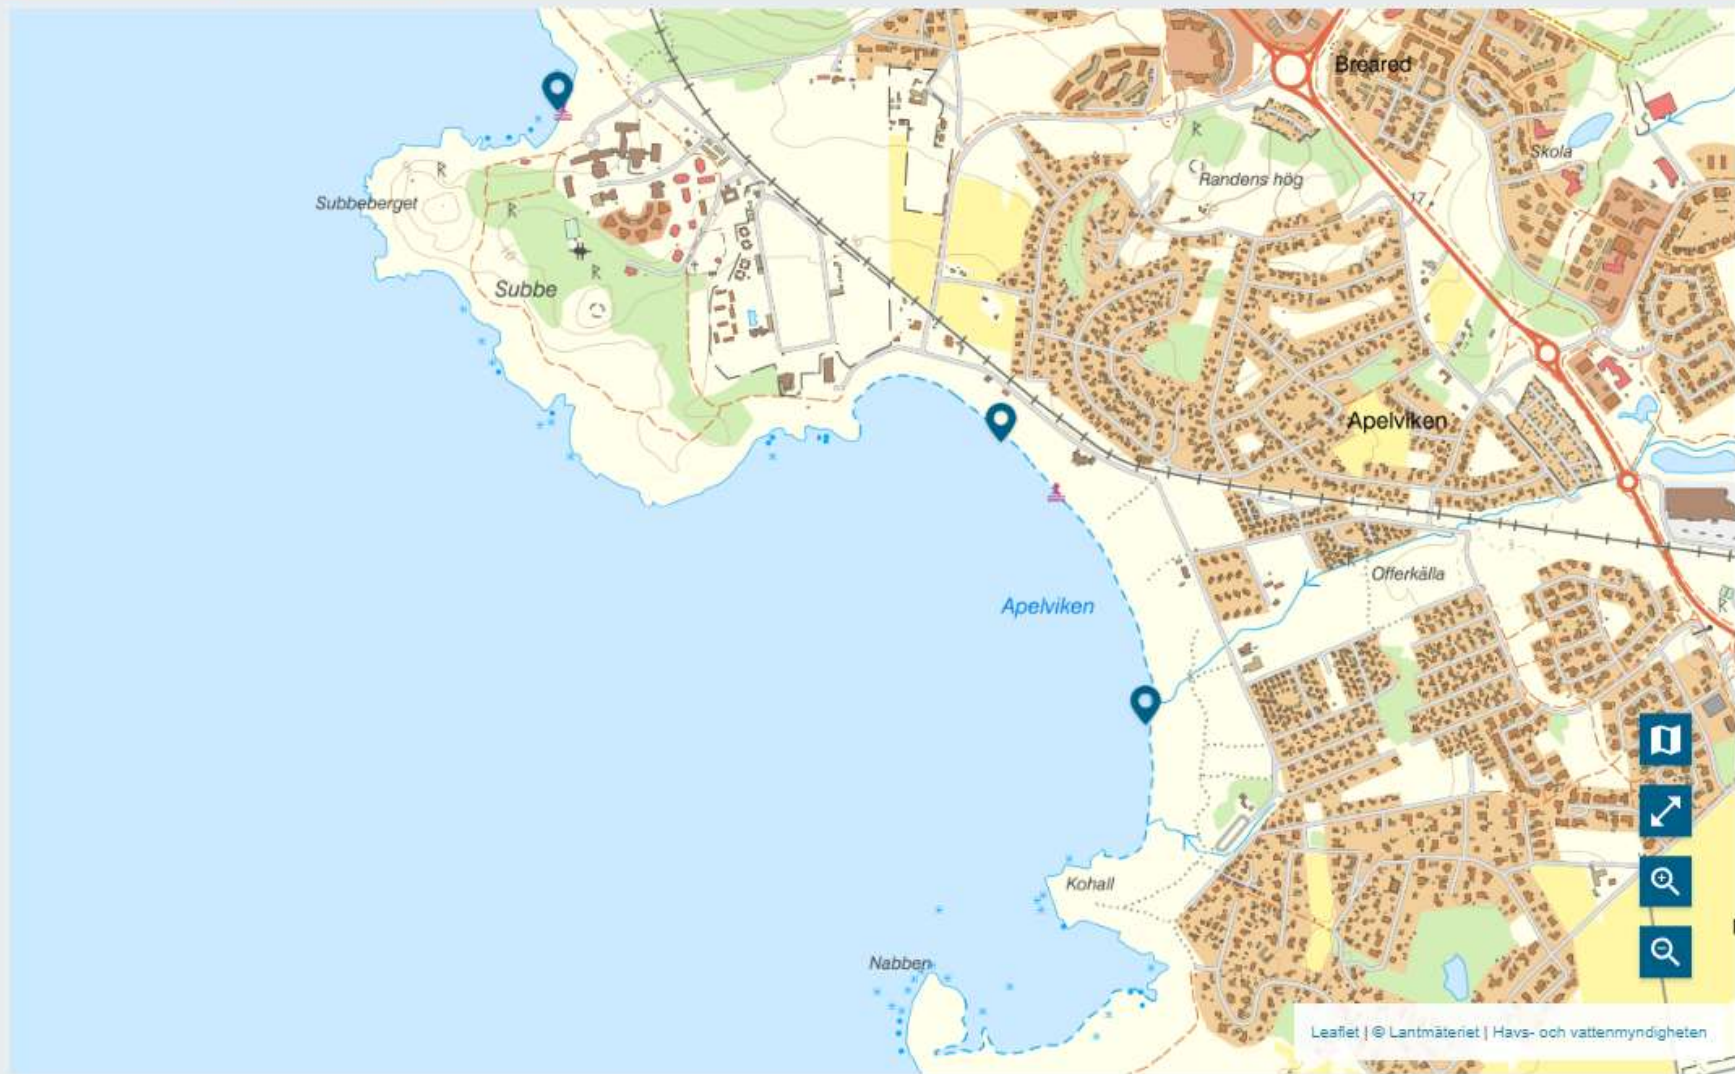 Breared
Skola
Randens hög
17
Subbeberget
Subbe
Apelviken
Offerkälla
Apelviken
Kohall
Nabben
Leaflet | © Lantmäteriet | Havs- och vattenmyndigheten